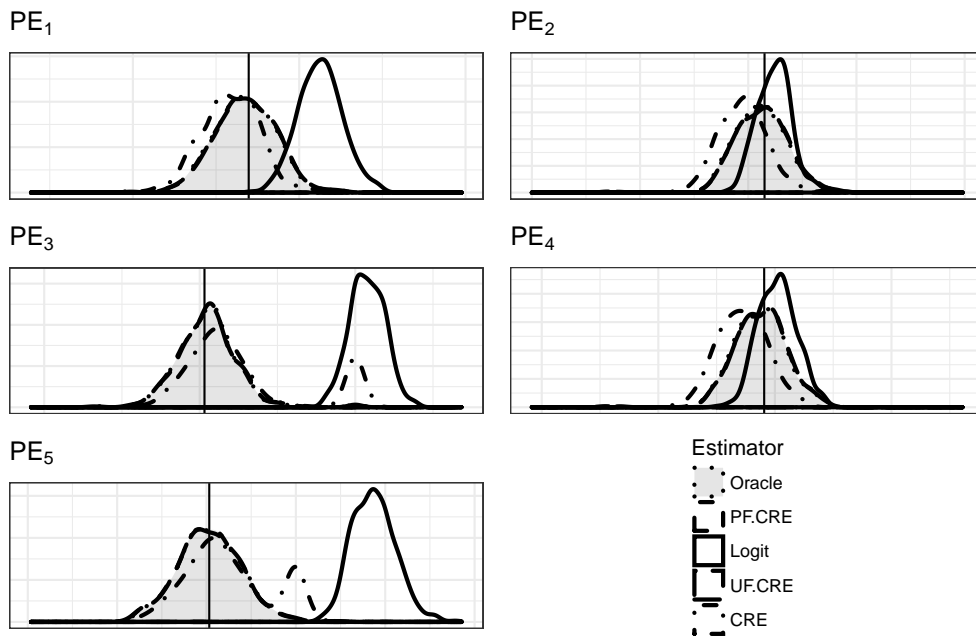 PE₁
PE₂
PE₃
PE₄
PE₅
Estimator
Oracle
PF.CRE
Logit
UF.CRE
CRE